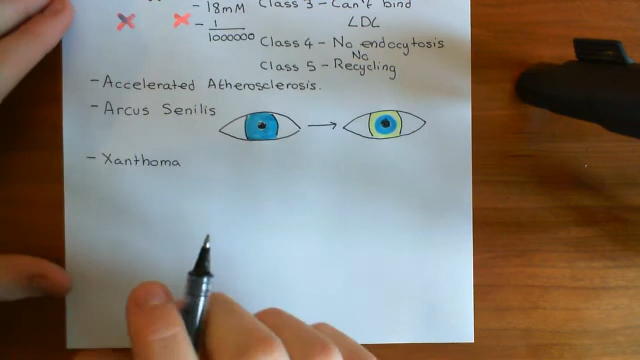 - 18mM
Class 3 - Can't bind
LDL
- 1
1000000
Class 4 - No endocytosis
Class 5 - No Recycling
- Accelerated Atherosclerosis.
- Arcus Senilis
- Xanthoma